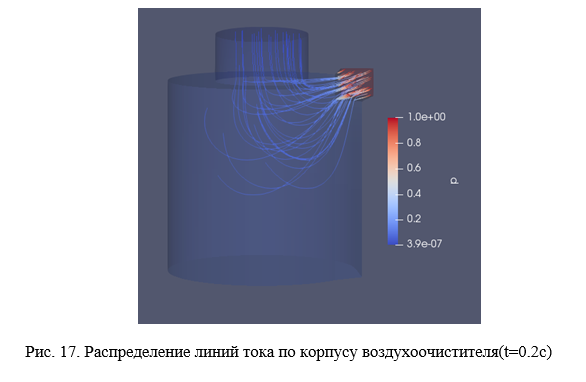 1.0e+00
0.8
0.6
p
0.4
0.2
3.9e-07
Рис. 17. Распределение линий тока по корпусу воздухоочистителя(t=0.2с)